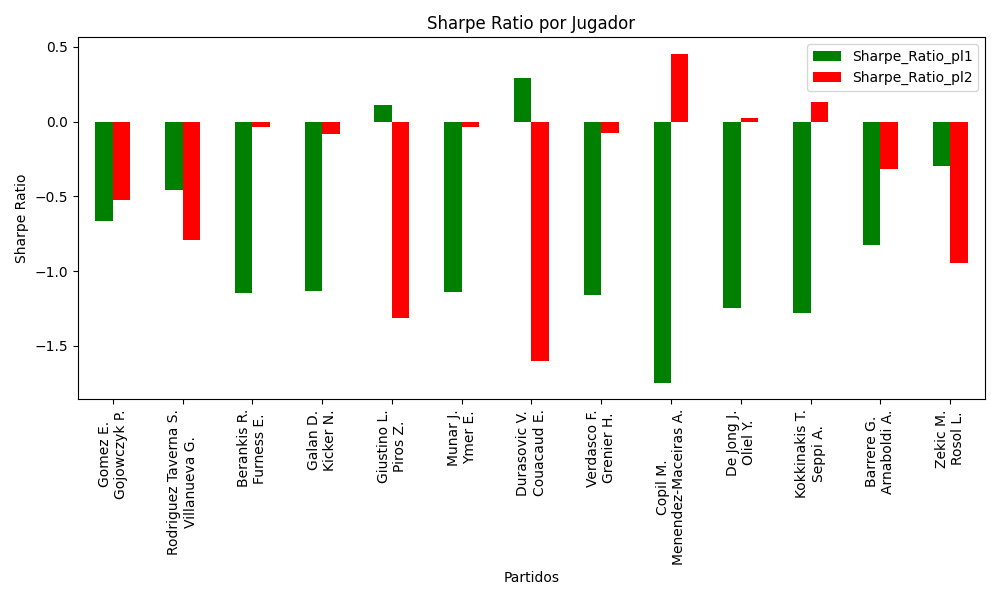 Sharpe Ratio por Jugador
Sharpe_Ratio_pl1
Sharpe_Ratio_pl2
Sharpe Ratio
0.5
0.0
−0.5
−1.0
−1.5
Gomez E.
Gojowczyk P.
Rodriguez Taverna S.
Villanueva G.
Berankis R.
Furness E.
Galan D.
Kicker N.
Giustino L.
Piros Z.
Munar J.
Ymer E.
Durasovic V.
Couacaud E.
Verdasco F.
Grenier H.
Copil M.
Menendez-Maceiras A.
De Jong J.
Oliel Y.
Kokkinakis T.
Seppi A.
Barrere G.
Arnaboldi A.
Zekic M.
Rosol L.
Partidos